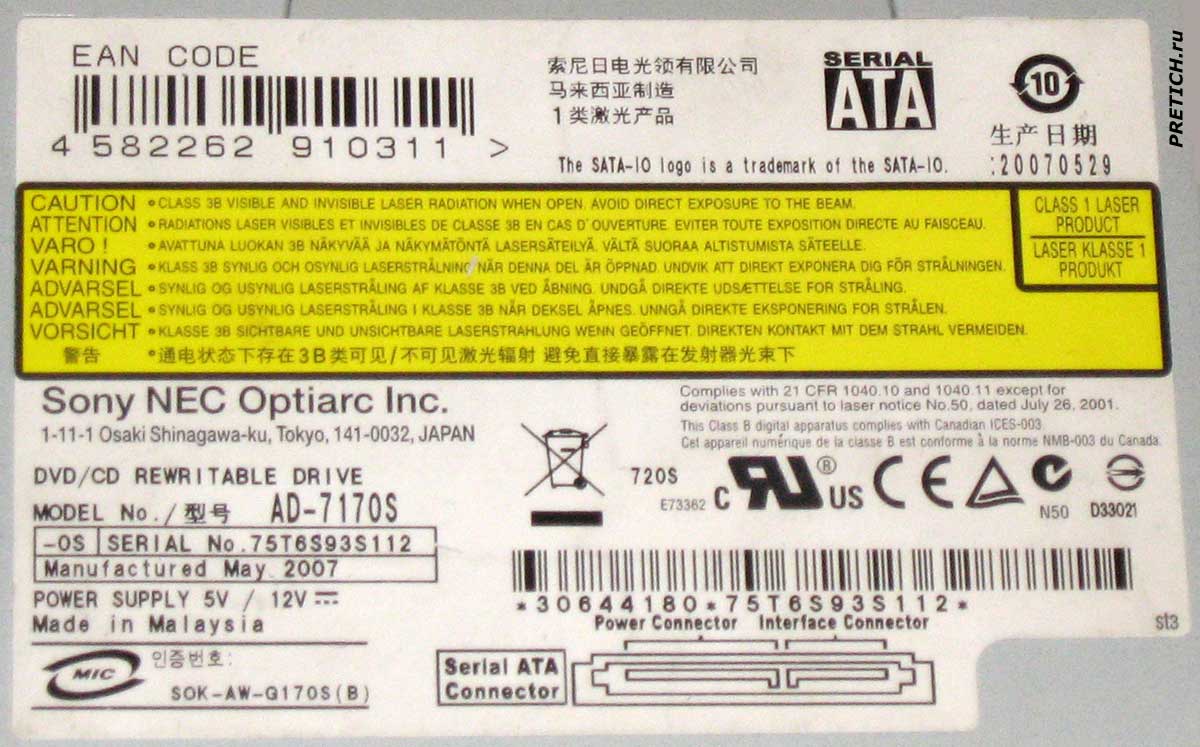 EAN CODE
4 582262 910311 >
索尼日电光领有限公司
马来西亚制造
1类激光产品
SERIAL
ATA
10
生产日期
:20070529
The SATA-IO logo is a trademark of the SATA-IO.
PRETICH.ru
CAUTION •CLASS 3B VISIBLE AND INVISIBLE LASER RADIATION WHEN OPEN. AVOID DIRECT EXPOSURE TO THE BEAM.
ATTENTION •RADIATIONS LASER VISIBLES ET INVISIBLES DE CLASSE 3B EN CAS D'OUVERTURE. EVITER TOUTE EXPOSITION DIRECTE AU FAISCEAU.
VARO ! •AVATTUNA LUOKAN 3B NÄKYVÄÄ JA NÄKYMÄTÖNTÄ LASERSÄTEILYÄ. VÄLTÄ SUORAA ALTISTUMISTA SÄTEELLE.
VARNING •KLASS 3B SYNLIG OCH OSYNLIG LASERSTRÅLNING NÄR DENNA DEL ÄR ÖPPNAD. UNDVIK ATT DIREKT EXPONERA DIG FÖR STRÅLNINGEN.
ADVARSEL •SYNLIG OG USYNLIG LASERSTRÅLING AF KLASSE 3B VED ÅBNING. UNDGÅ DIREKTE UDSÆTTELSE FOR STRÅLING.
ADVARSEL •SYNLIG OG USYNLIG LASERSTRÅLING I KLASSE 3B NÅR DEKSEL ÅPNES. UNNGÅ DIREKTE EKSPONERING FOR STRÅLEN.
VORSICHT •KLASSE 3B SICHTBARE UND UNSICHTBARE LASERSTRAHLUNG WENN GEÖFFNET. DIREKTEN KONTAKT MIT DEM STRAHL VERMEIDEN.
警告 •通电状态下存在3B类可见/不可见激光辐射 避免直接暴露在发射器光束下
CLASS 1 LASER
PRODUCT
LASER KLASSE 1
PRODUKT
Sony NEC Optiarc Inc.
1-11-1 Osaki Shinagawa-ku, Tokyo, 141-0032, JAPAN
Complies with 21 CFR 1040.10 and 1040.11 except for
deviations pursuant to laser notice No.50, dated July 26, 2001.
This Class B digital apparatus complies with Canadian ICES-003.
Cet appareil numérique de la classe B est conforme à la norme NMB-003 du Canada.
DVD/CD REWRITABLE DRIVE
MODEL No./型号 AD-7170S
-OS SERIAL No.75T6S93S112
Manufactured May 2007
POWER SUPPLY 5V / 12V
Made in Malaysia
720S
E73362
C RU ® US
CE
N50
D33021
*30644180*75T6S93S112*
Power Connector Interface Connector
st3
MIC
인증번호:
SOK-AW-G170S(B)
Serial ATA
Connector